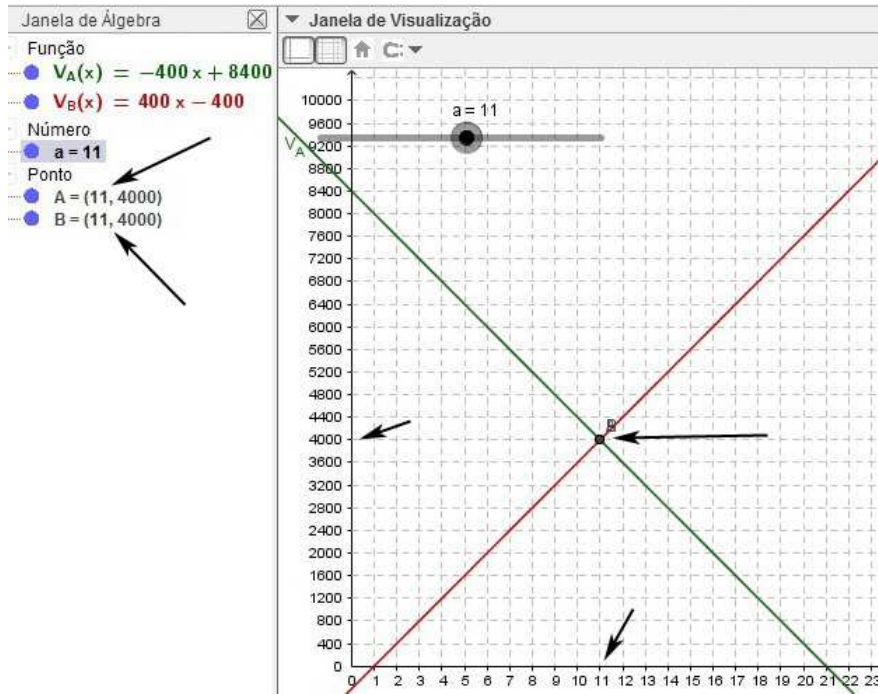 Janela de Álgebra
Função
V_A(x) = −400 x + 8400
V_B(x) = 400 x − 400
Número
a = 11
Ponto
A = (11, 4000)
B = (11, 4000)
Janela de Visualização
a = 11
V_A
10000
9600
9200
8800
8400
8000
7600
7200
6800
6400
6000
5600
5200
4800
4400
4000
3600
3200
2800
2400
2000
1600
1200
800
400
0
0 1 2 3 4 5 6 7 8 9 10 11 12 13 14 15 16 17 18 19 20 21 22 23